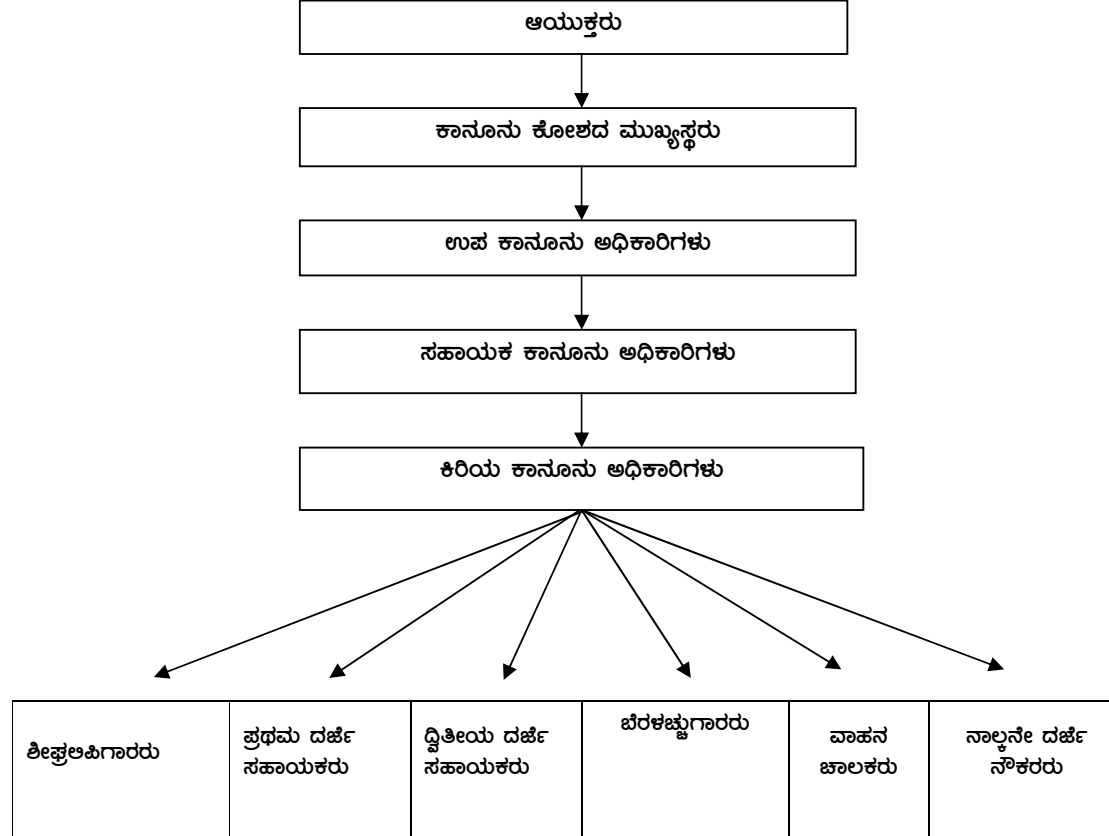 ಆಯುಕ್ತರು
ಕಾನೂನು ಕೋಶದ ಮುಖ್ಯಸ್ಥರು
ಉಪ ಕಾನೂನು ಅಧಿಕಾರಿಗಳು
ಸಹಾಯಕ ಕಾನೂನು ಅಧಿಕಾರಿಗಳು
ಕಿರಿಯ ಕಾನೂನು ಅಧಿಕಾರಿಗಳು
ಶೀಘ್ರಲಿಪಿಗಾರರು
ಪ್ರಥಮ ದರ್ಜೆ
ಸಹಾಯಕರು
ದ್ವಿತೀಯ ದರ್ಜೆ
ಸಹಾಯಕರು
ಬೆರಳಚ್ಚುಗಾರರು
ವಾಹನ
ಚಾಲಕರು
ನಾಲ್ಕನೇ ದರ್ಜೆ
ನೌಕರರು